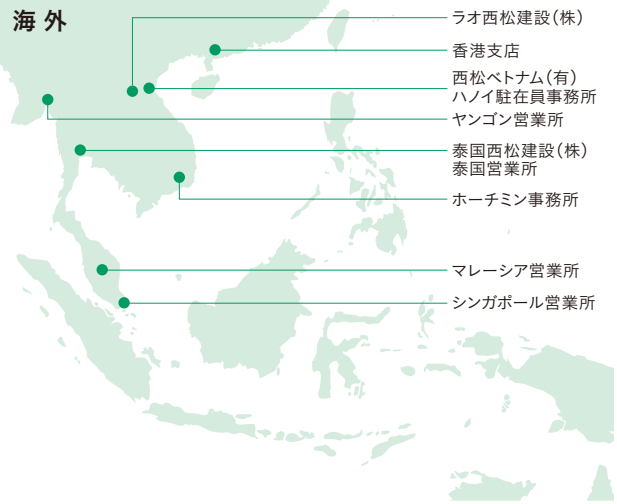 海外
ラオ西松建設（株）
香港支店
西松ベトナム（有）
ハノイ駐在員事務所
ヤンゴン営業所
泰国西松建設（株）
泰国営業所
ホーチミン事務所
マレーシア営業所
シンガポール営業所